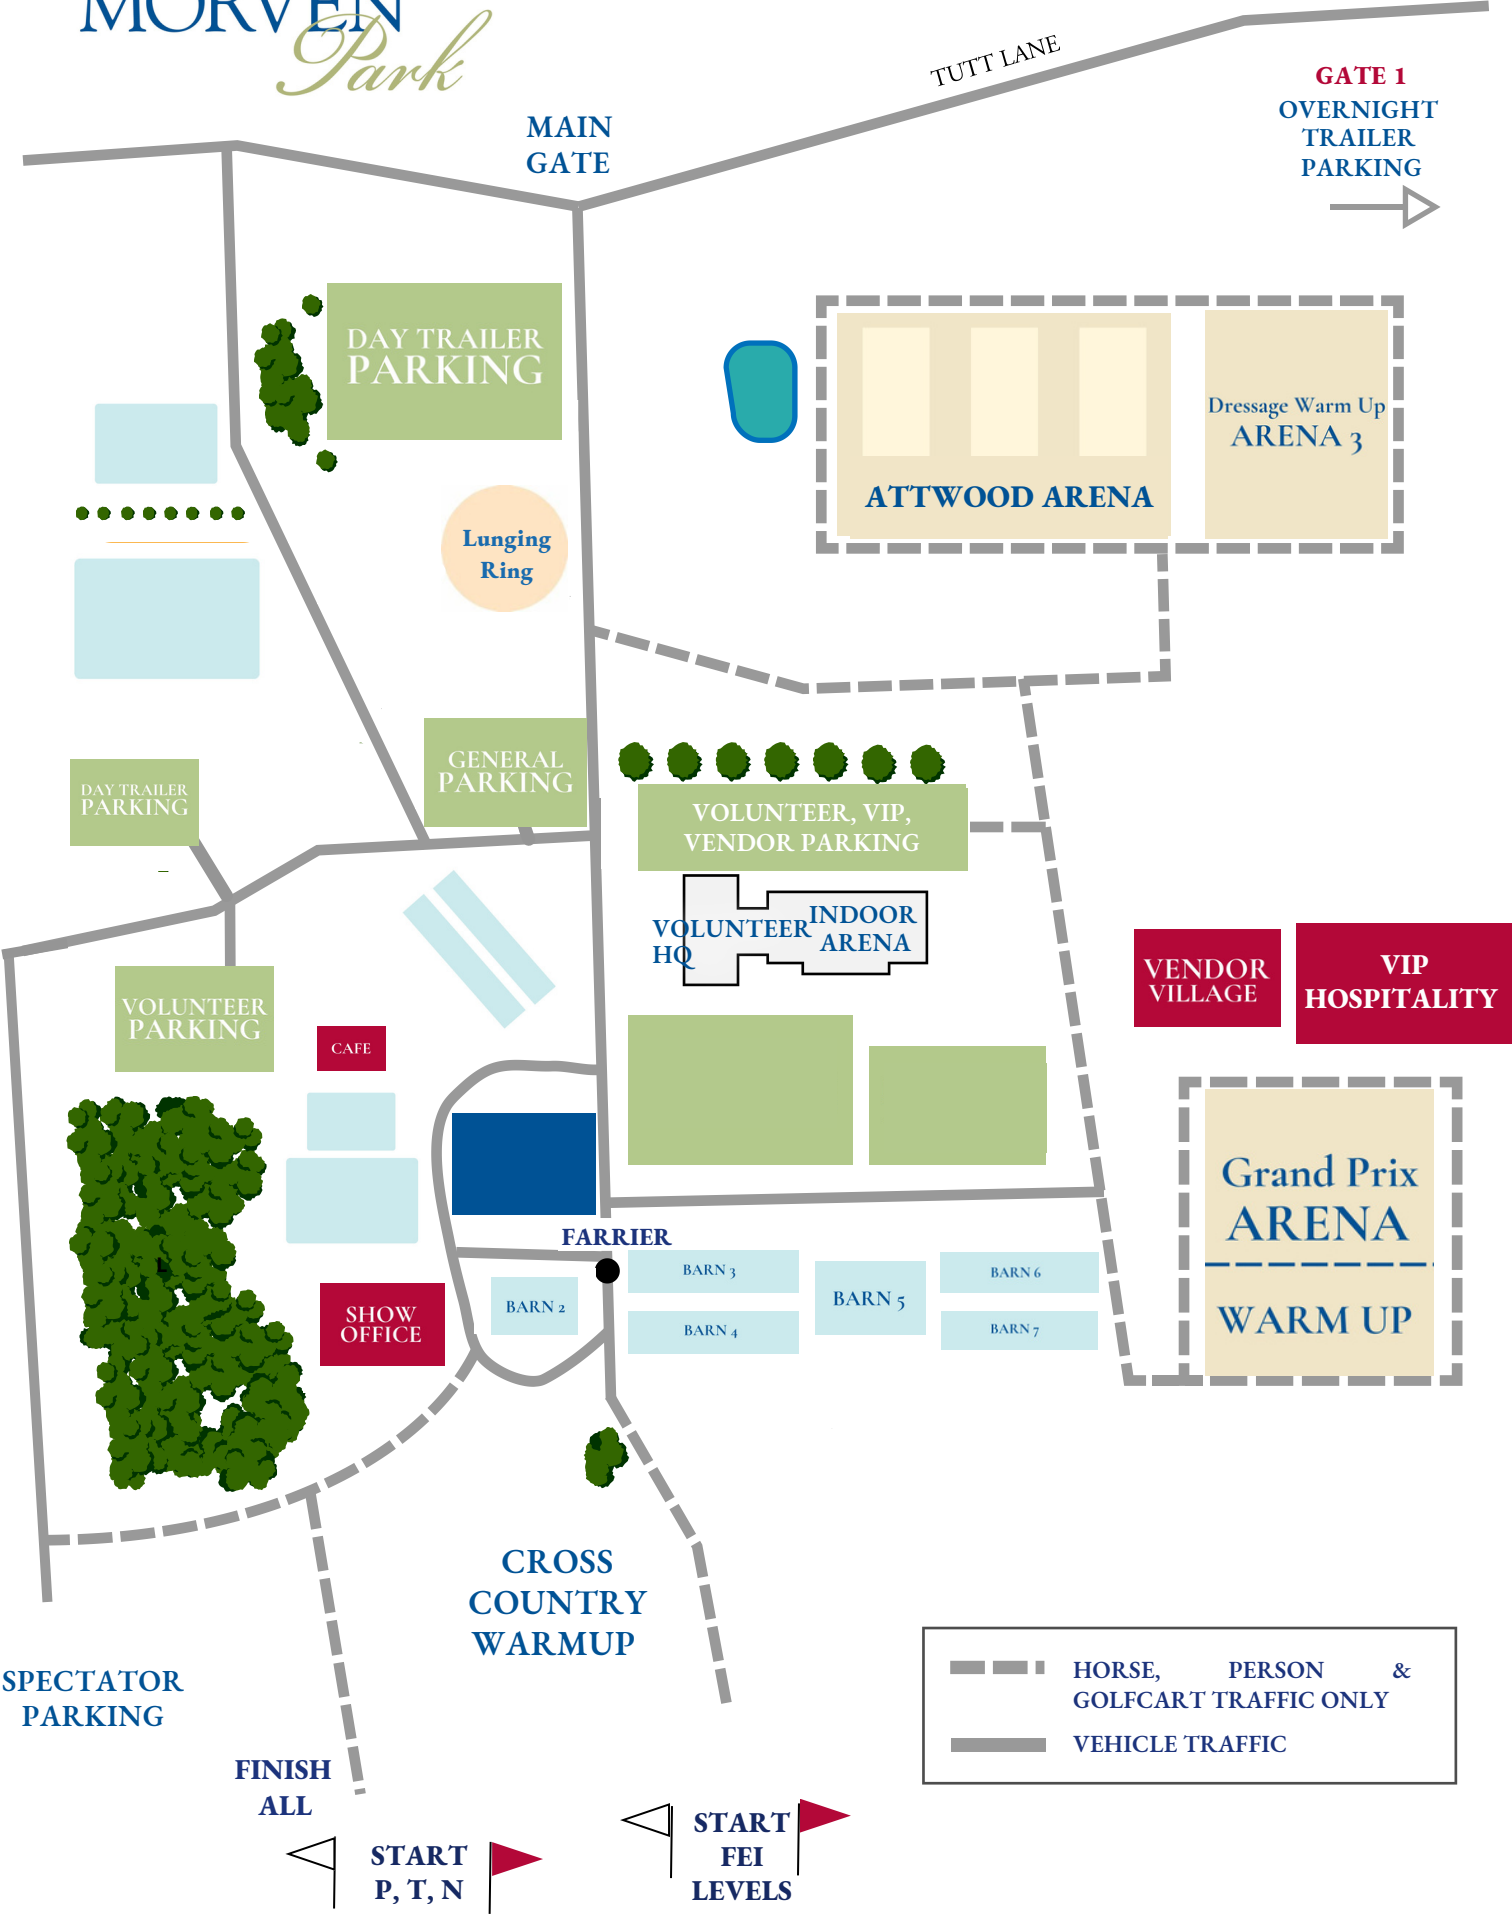 MORVEN
Park
TUTT LANE
GATE 1
OVERNIGHT
TRAILER
PARKING
MAIN
GATE
DAY TRAILER
PARKING
Dressage Warm Up
ARENA 3
ATTWOOD ARENA
Lunging
Ring
GENERAL
PARKING
DAY TRAILER
PARKING
VOLUNTEER, VIP,
VENDOR PARKING
VOLUNTEER
HQ
INDOOR
ARENA
VENDOR
VILLAGE
VIP
HOSPITALITY
VOLUNTEER
PARKING
CAFE
Grand Prix
ARENA
WARM UP
FARRIER
L
BARN 2
BARN 3
BARN 4
BARN 5
BARN 6
BARN 7
SHOW
OFFICE
CROSS
COUNTRY
WARMUP
SPECTATOR
PARKING
HORSE, PERSON &
GOLFCART TRAFFIC ONLY
VEHICLE TRAFFIC
FINISH
ALL
START
P, T, N
START
FEI
LEVELS